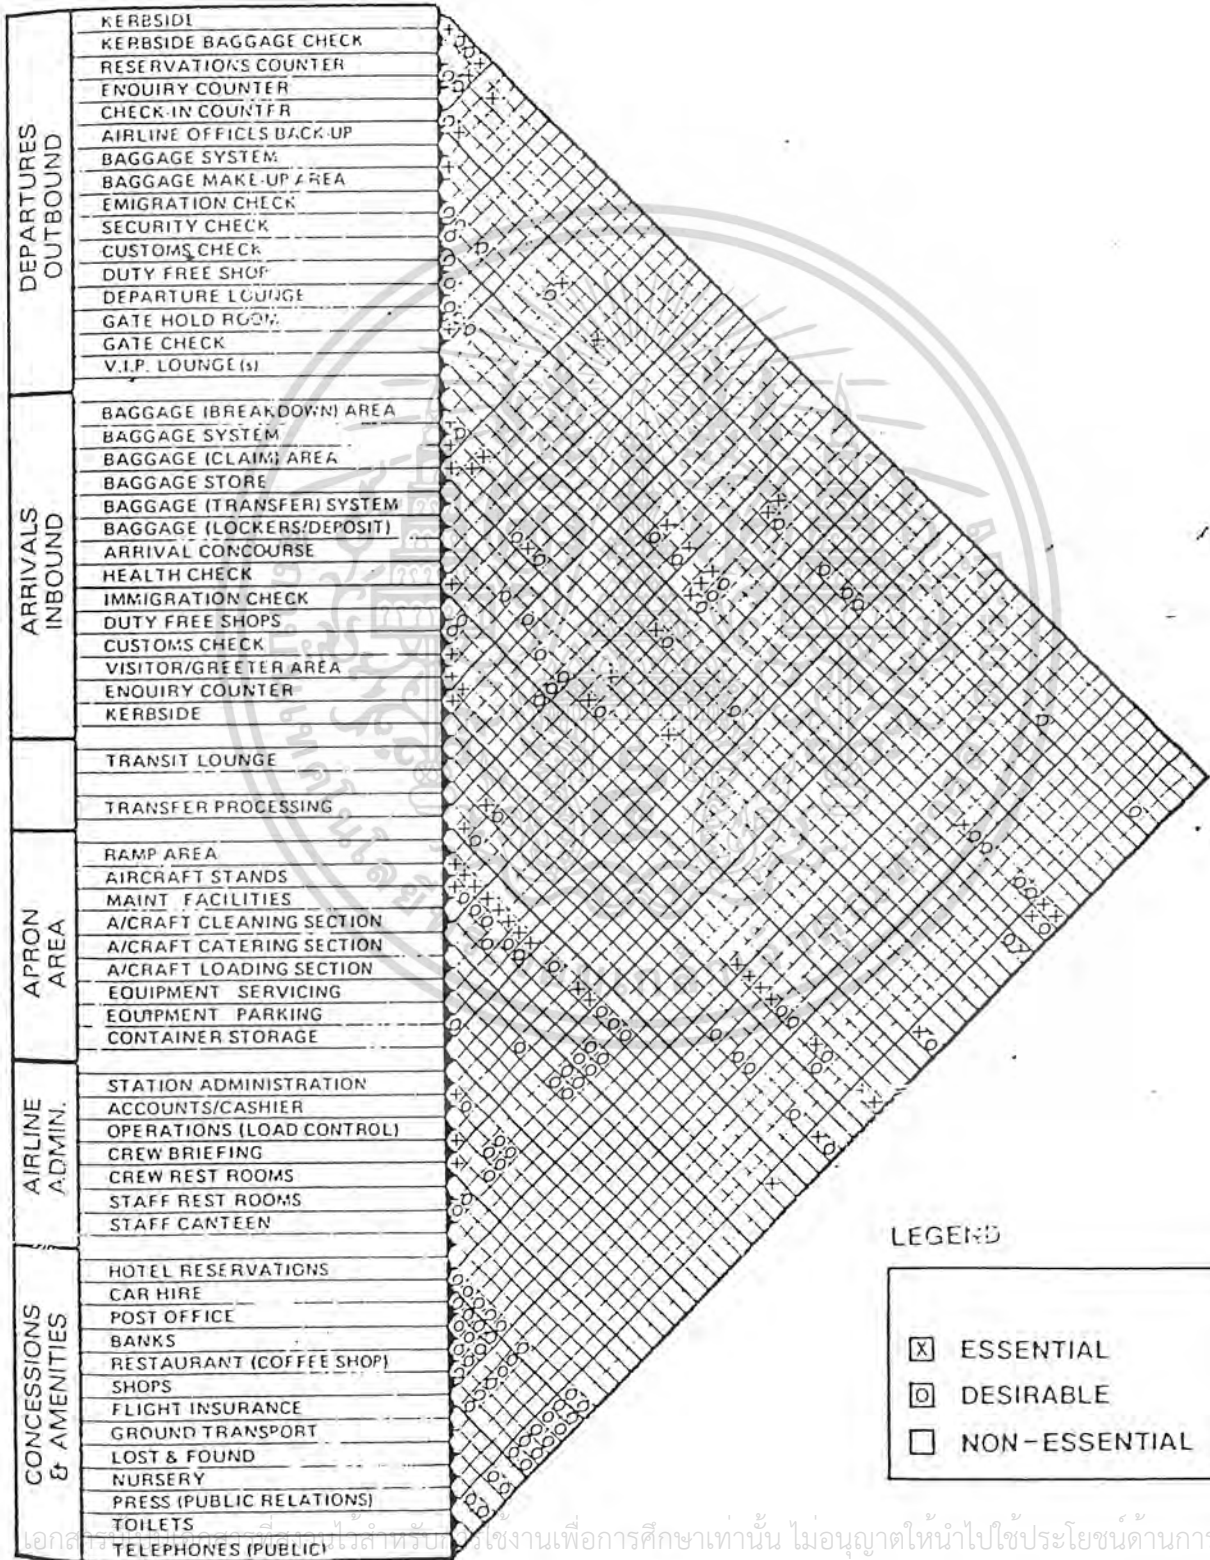 DEPARTURES
OUTBOUND
KERBSIDE
KERBSIDE BAGGAGE CHECK
RESERVATIONS COUNTER
ENQUIRY COUNTER
CHECK-IN COUNTER
AIRLINE OFFICES BACK-UP
BAGGAGE SYSTEM
BAGGAGE MAKE-UP AREA
EMIGRATION CHECK
SECURITY CHECK
CUSTOMS CHECK
DUTY FREE SHOP
DEPARTURE LOUNGE
GATE HOLD ROOM
GATE CHECK
V.I.P. LOUNGE(s)
ARRIVALS
INBOUND
BAGGAGE (BREAKDOWN) AREA
BAGGAGE SYSTEM
BAGGAGE (CLAIM) AREA
BAGGAGE STORE
BAGGAGE (TRANSFER) SYSTEM
BAGGAGE (LOCKERS/DEPOSIT)
ARRIVAL CONCOURSE
HEALTH CHECK
IMMIGRATION CHECK
DUTY FREE SHOPS
CUSTOMS CHECK
VISITOR/GREETER AREA
ENQUIRY COUNTER
KERBSIDE
TRANSIT LOUNGE
TRANSFER PROCESSING
APRON
AREA
RAMP AREA
AIRCRAFT STANDS
MAINT FACILITIES
A/CRAFT CLEANING SECTION
A/CRAFT CATERING SECTION
A/CRAFT LOADING SECTION
EQUIPMENT SERVICING
EQUIPMENT PARKING
CONTAINER STORAGE
AIRLINE
ADMIN.
STATION ADMINISTRATION
ACCOUNTS/CASHIER
OPERATIONS (LOAD CONTROL)
CREW BRIEFING
CREW REST ROOMS
STAFF REST ROOMS
STAFF CANTEEN
CONCESSIONS
& AMENITIES
HOTEL RESERVATIONS
CAR HIRE
POST OFFICE
BANKS
RESTAURANT (COFFEE SHOP)
SHOPS
FLIGHT INSURANCE
GROUND TRANSPORT
LOST & FOUND
NURSERY
PRESS (PUBLIC RELATIONS)
TOILETS
TELEPHONES (PUBLIC)
LEGEND
X ESSENTIAL
O DESIRABLE
NON-ESSENTIAL
ใช้งานเพื่อการศึกษาเท่านั้น ไม่อนุญาตให้นำไปใช้ประโยชน์ด้านการ